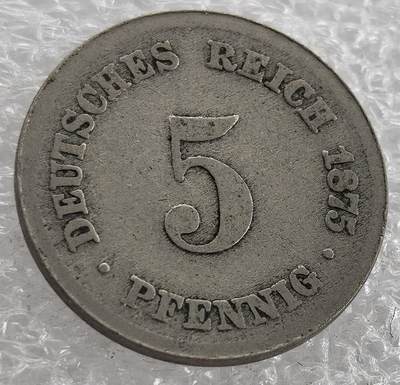 DEUTSCHES REICH 1875
5
· PFENNIG ·